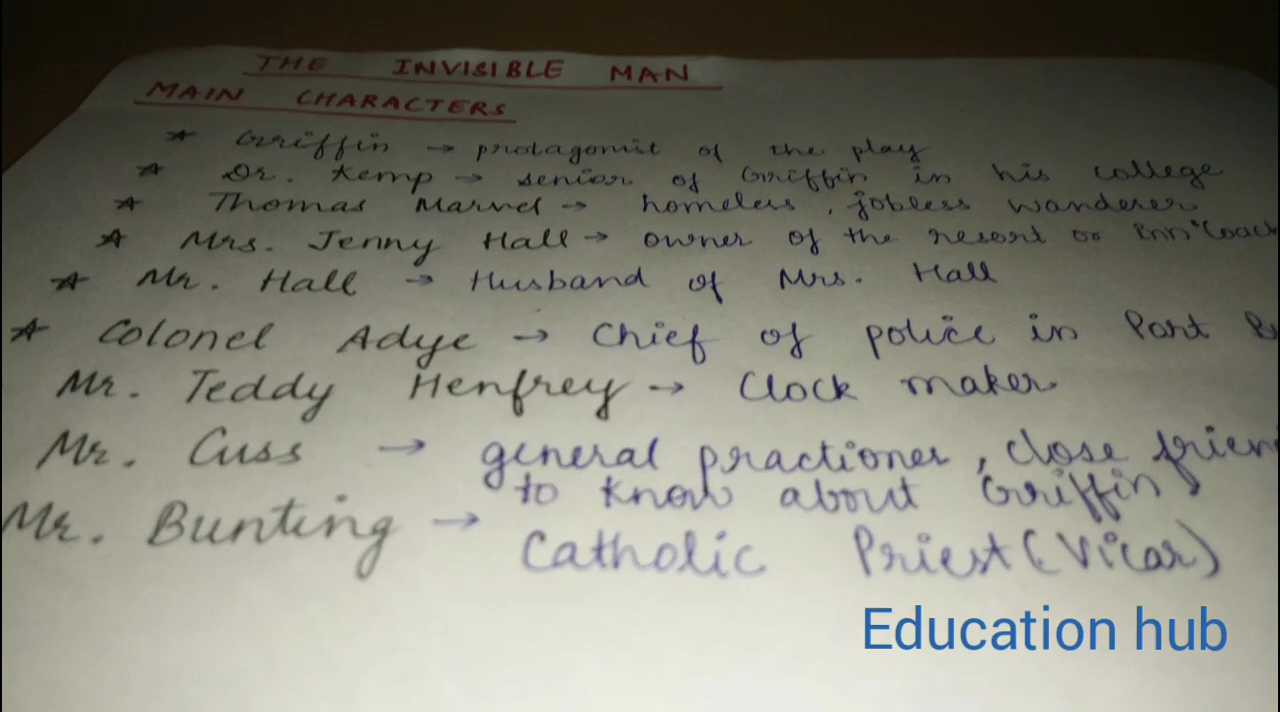 THE INVISIBLE MAN
MAIN CHARACTERS
★ Griffin → protagonist of the play
★ Dr. Kemp → senior of Griffin in his college
★ Thomas Marvel → homeless, jobless wanderer
★ Mrs. Jenny Hall → owner of the resort or Inn "Coach
★ Mr. Hall → Husband of Mrs. Hall
★ Colonel Adye → Chief of police in Port
Mr. Teddy Henfrey → Clock maker
Mr. Cuss → general practioner, close frien
to know about Griffin
Mr. Bunting → Catholic Priest (Vicar)
Education hub